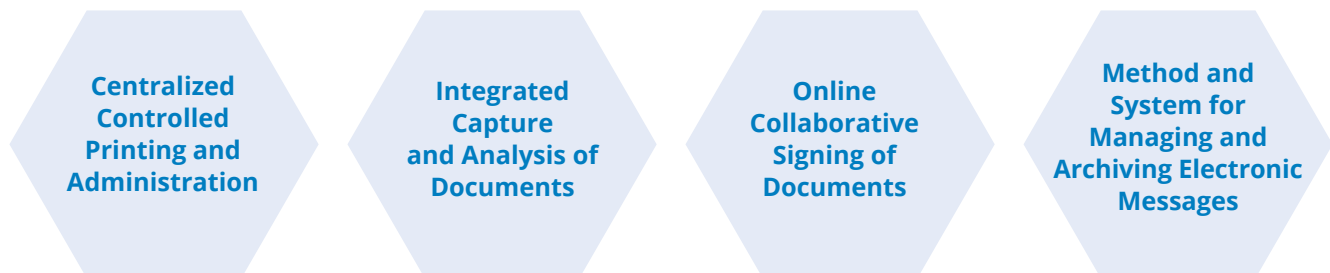 Centralized
Controlled
Printing and
Administration
Integrated
Capture
and Analysis of
Documents
Online
Collaborative
Signing of
Documents
Method and
System for
Managing and
Archiving Electronic
Messages